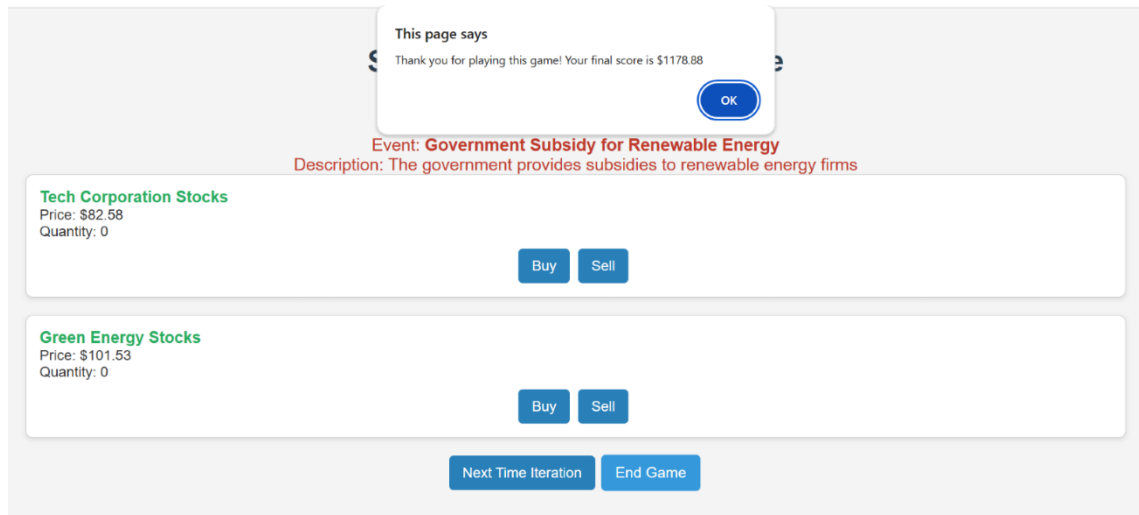 This page says
Thank you for playing this game! Your final score is $1178.88
OK
Event: Government Subsidy for Renewable Energy
Description: The government provides subsidies to renewable energy firms
Tech Corporation Stocks
Price: $82.58
Quantity: 0
Buy Sell
Green Energy Stocks
Price: $101.53
Quantity: 0
Buy Sell
Next Time Iteration End Game